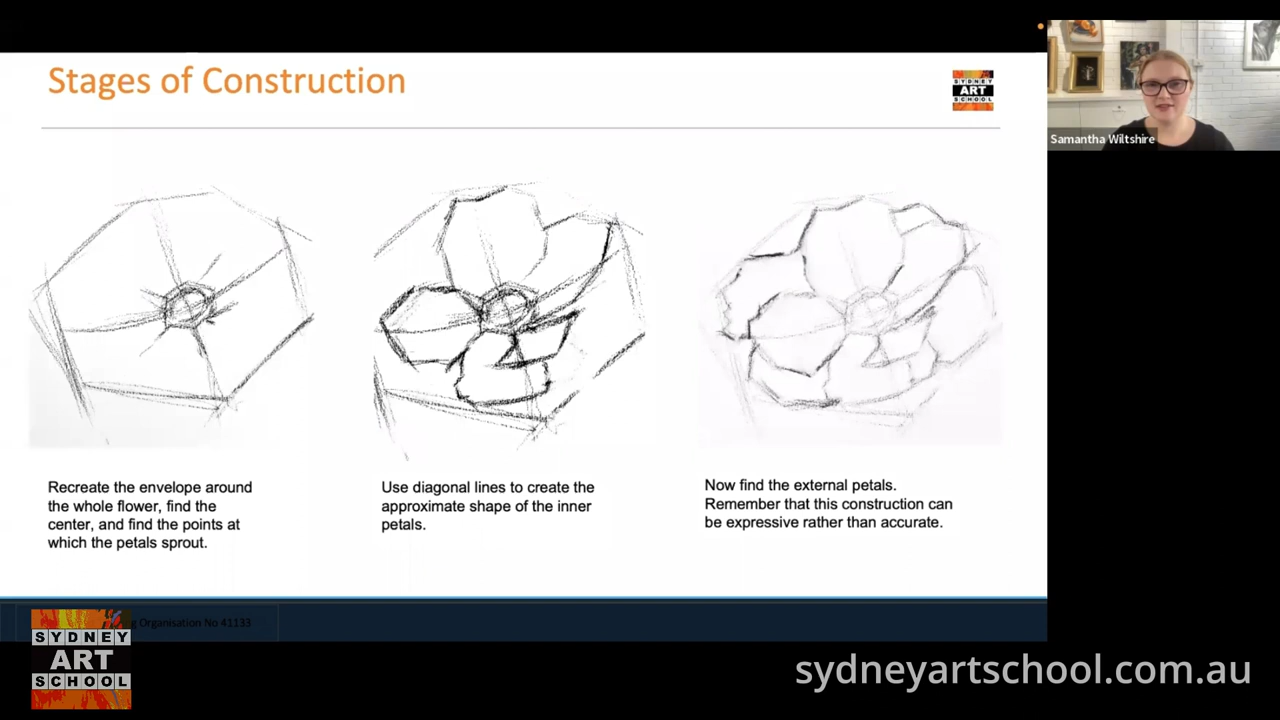 Stages of Construction
SYDNEY
ART
SCHOOL
Samantha Wiltshire
Recreate the envelope around
the whole flower, find the
center, and find the points at
which the petals sprout.
Use diagonal lines to create the
approximate shape of the inner
petals.
Now find the external petals.
Remember that this construction can
be expressive rather than accurate.
Organisation No 41133
SYDNEY
ART
SCHOOL
sydneyartschool.com.au